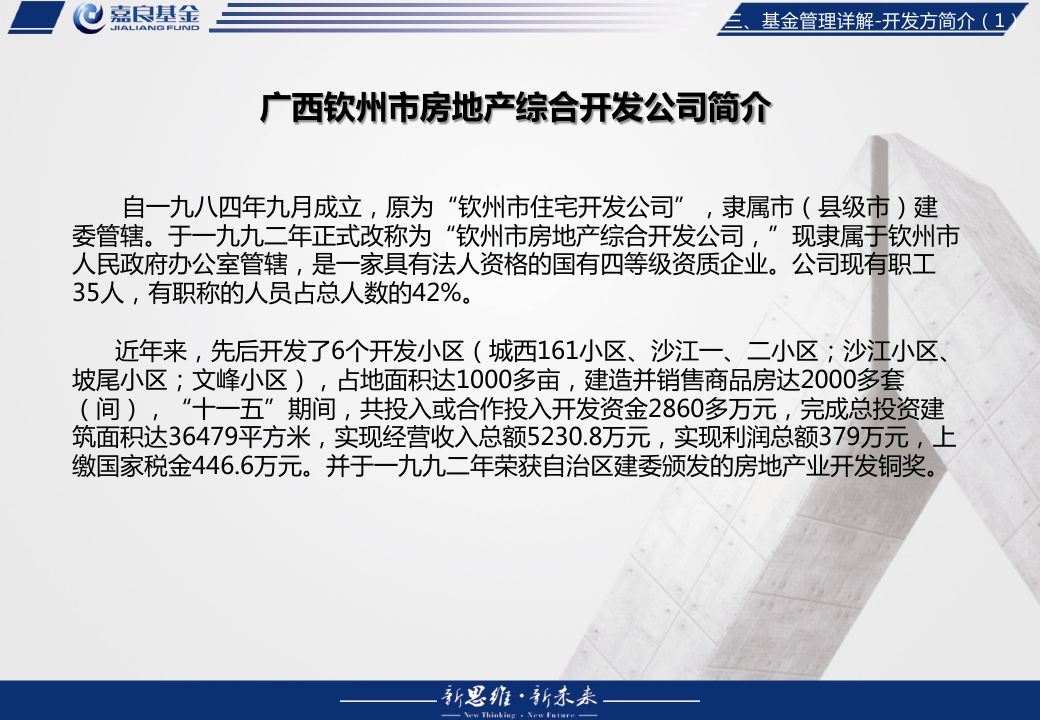 嘉良基金
JIALIANG FUND
三、基金管理详解-开发方简介（1）
广西钦州市房地产综合开发公司简介
自一九八四年九月成立，原为“钦州市住宅开发公司”，隶属市（县级市）建
委管辖。于一九九二年正式改称为“钦州市房地产综合开发公司，”现隶属于钦州市
人民政府办公室管辖，是一家具有法人资格的国有四等级资质企业。公司现有职工
35人，有职称的人员占总人数的42%。
近年来，先后开发了6个开发小区（城西161小区、沙江一、二小区；沙江小区、
坡尾小区；文峰小区），占地面积达1000多亩，建造并销售商品房达2000多套
（间），“十一五”期间，共投入或合作投入开发资金2860多万元，完成总投资建
筑面积达36479平方米，实现经营收入总额5230.8万元，实现利润总额379万元，上
缴国家税金446.6万元。并于一九九二年荣获自治区建委颁发的房地产业开发铜奖。
新思维·新未来
New Thinking · New Future